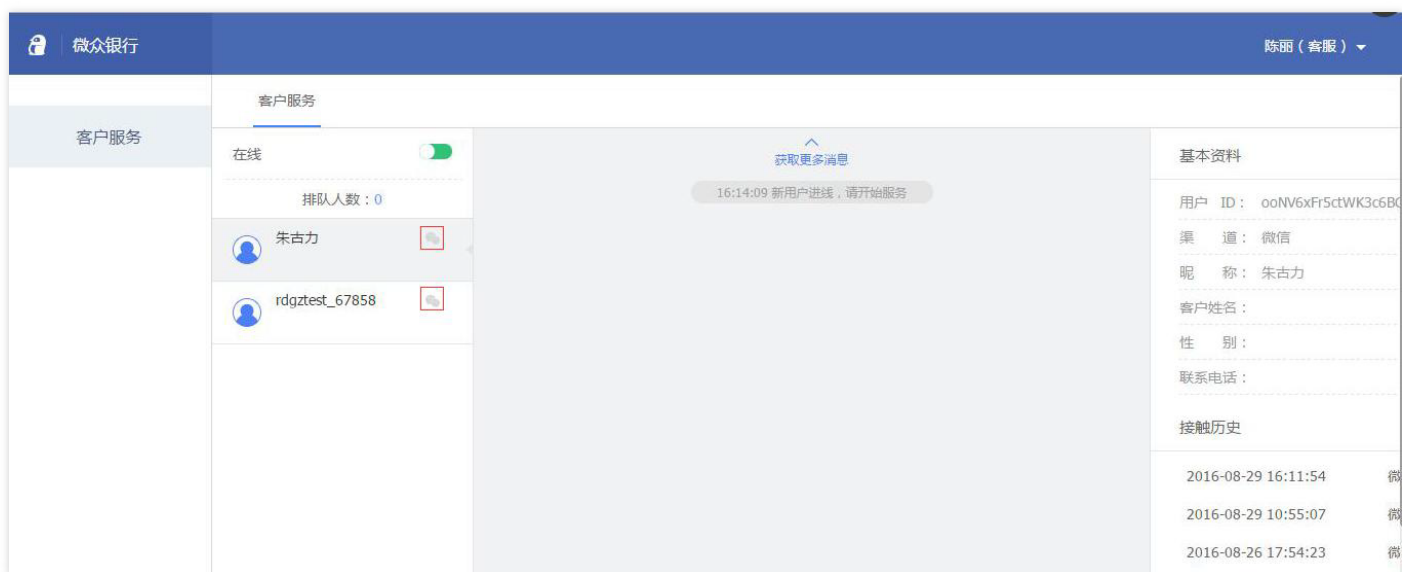 微众银行
陈丽（客服）
客户服务
客户服务
在线
排队人数：0
朱古力
rdgztest_67858
获取更多消息
16:14:09 新用户进线，请开始服务
基本资料
用户 ID： ooNV6xFrSctWK3c6B
渠 道： 微信
昵 称： 朱古力
客户姓名：
性 别：
联系电话：
接触历史
2016-08-29 16:11:54 微
2016-08-29 10:55:07 微
2016-08-26 17:54:23 微